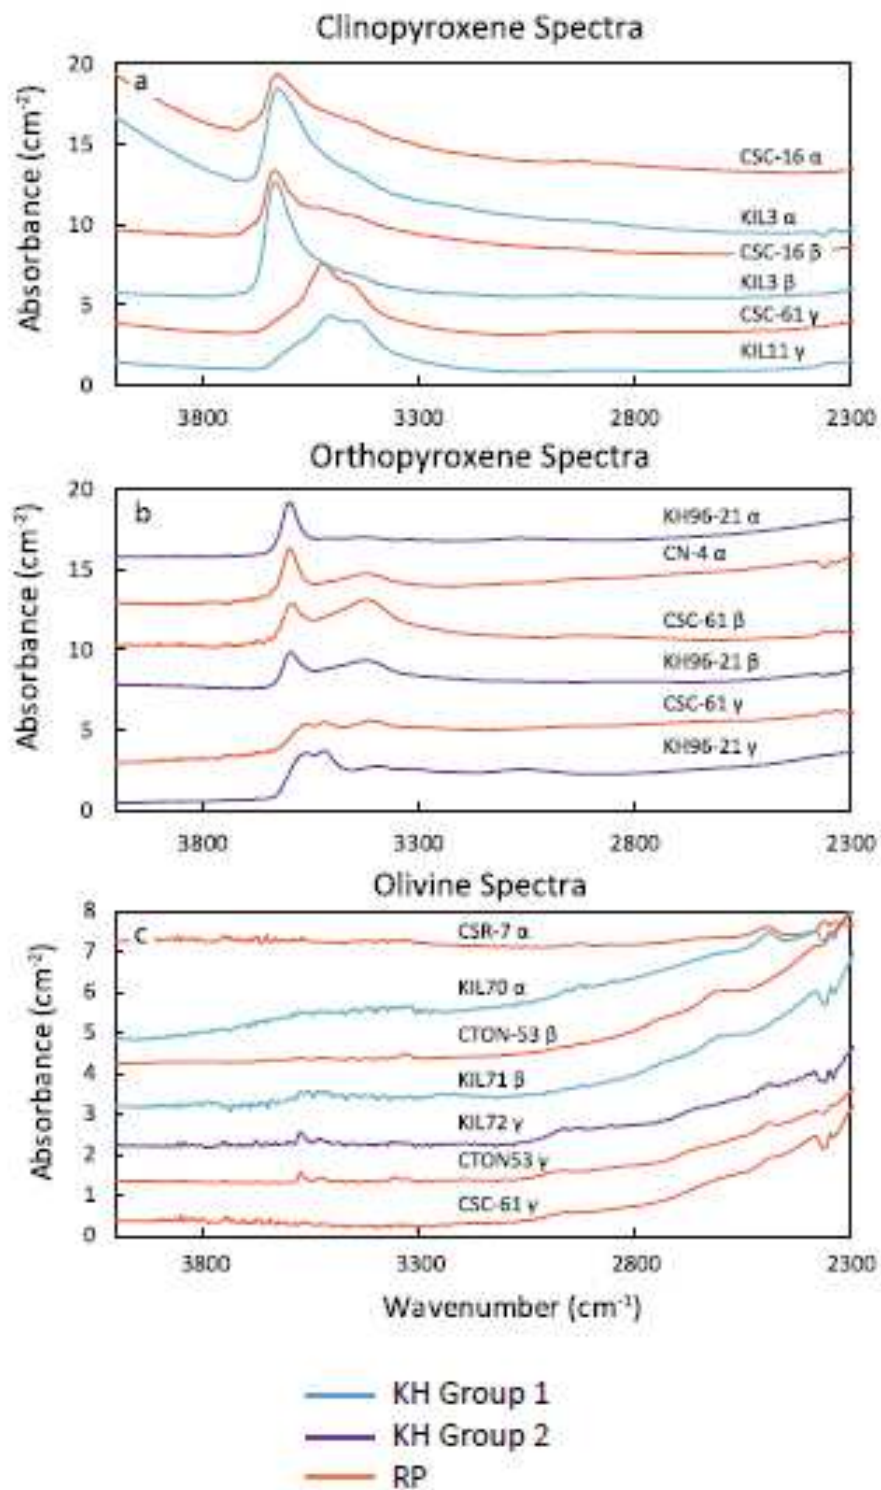 Clinopyroxene Spectra
Absorbance (cm⁻²)
20
15
10
5
0
a
CSC-16 α
KIL3 α
CSC-16 β
KIL3 β
CSC-61 γ
KIL11 γ
3800 3300 2800 2300
Orthopyroxene Spectra
Absorbance (cm⁻²)
20
15
10
5
0
b
KH96-21 α
CN-4 α
CSC-61 β
KH96-21 β
CSC-61 γ
KH96-21 γ
3800 3300 2800 2300
Olivine Spectra
Absorbance (cm⁻²)
8
7
6
5
4
3
2
1
0
c
CSR-7 α
KIL70 α
CTON-53 β
KIL71 β
KIL72 γ
CTON53 γ
CSC-61 γ
3800 3300 2800 2300
Wavenumber (cm⁻¹)
KH Group 1
KH Group 2
RP